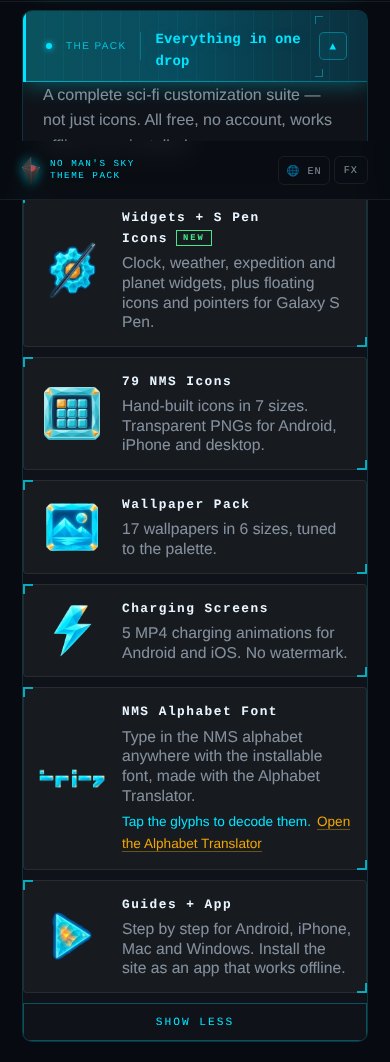 THE PACK
Everything in one
drop
▲
A complete sci-fi customization suite —
not just icons. All free, no account, works
NO MAN'S SKY
THEME PACK
EN
FX
Widgets + S Pen
Icons NEW
Clock, weather, expedition and
planet widgets, plus floating
icons and pointers for Galaxy S
Pen.
79 NMS Icons
Hand-built icons in 7 sizes.
Transparent PNGs for Android,
iPhone and desktop.
Wallpaper Pack
17 wallpapers in 6 sizes, tuned
to the palette.
Charging Screens
5 MP4 charging animations for
Android and iOS. No watermark.
NMS Alphabet Font
Type in the NMS alphabet
anywhere with the installable
font, made with the Alphabet
Translator.
Tap the glyphs to decode them. Open
the Alphabet Translator
Guides + App
Step by step for Android, iPhone,
Mac and Windows. Install the
site as an app that works offline.
SHOW LESS